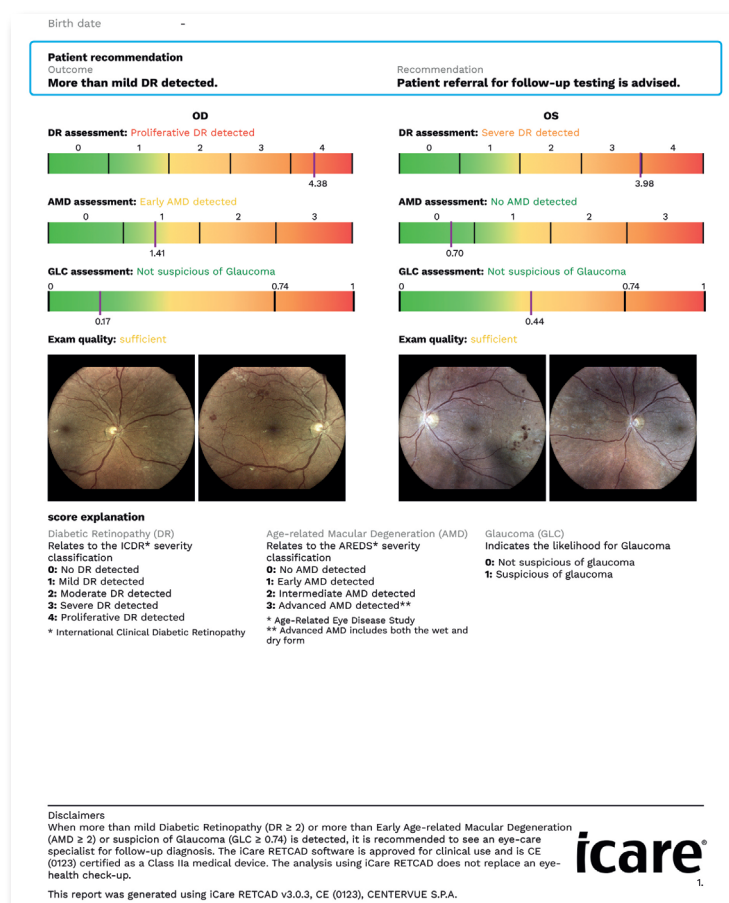 Birth date -
Patient recommendation
Outcome
More than mild DR detected.
Recommendation
Patient referral for follow-up testing is advised.
OD
DR assessment: Proliferative DR detected
0 1 2 3 4
4.38
AMD assessment: Early AMD detected
0 1 2 3
1.41
GLC assessment: Not suspicious of Glaucoma
0 0.74 1
0.17
Exam quality: sufficient
OS
DR assessment: Severe DR detected
0 1 2 3 4
3.98
AMD assessment: No AMD detected
0 1 2 3
0.70
GLC assessment: Not suspicious of Glaucoma
0 0.74 1
0.44
Exam quality: sufficient
score explanation
Diabetic Retinopathy (DR)
Relates to the ICDR* severity
classification
0: No DR detected
1: Mild DR detected
2: Moderate DR detected
3: Severe DR detected
4: Proliferative DR detected
* International Clinical Diabetic Retinopathy
Age-related Macular Degeneration (AMD)
Relates to the AREDS* severity
classification
0: No AMD detected
1: Early AMD detected
2: Intermediate AMD detected
3: Advanced AMD detected**
* Age-Related Eye Disease Study
** Advanced AMD includes both the wet and
dry form
Glaucoma (GLC)
Indicates the likelihood for Glaucoma
0: Not suspicious of glaucoma
1: Suspicious of glaucoma
Disclaimers
When more than mild Diabetic Retinopathy (DR ≥ 2) or more than Early Age-related Macular Degeneration
(AMD ≥ 2) or suspicion of Glaucoma (GLC ≥ 0.74) is detected, it is recommended to see an eye-care
specialist for follow-up diagnosis. The iCare RETCAD software is approved for clinical use and is CE
(0123) certified as a Class IIa medical device. The analysis using iCare RETCAD does not replace an eye-
health check-up.
This report was generated using iCare RETCAD v3.0.3, CE (0123), CENTERVUE S.P.A.
icare®
1.